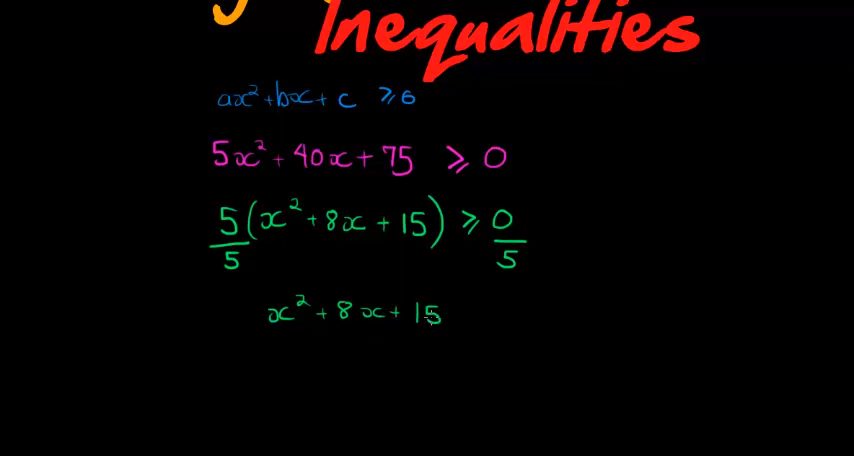 Inequalities
ax² + bx + c ≥ 0
5x² + 40x + 75 ≥ 0
5(x² + 8x + 15) ≥ 0
5 5
x² + 8x + 15